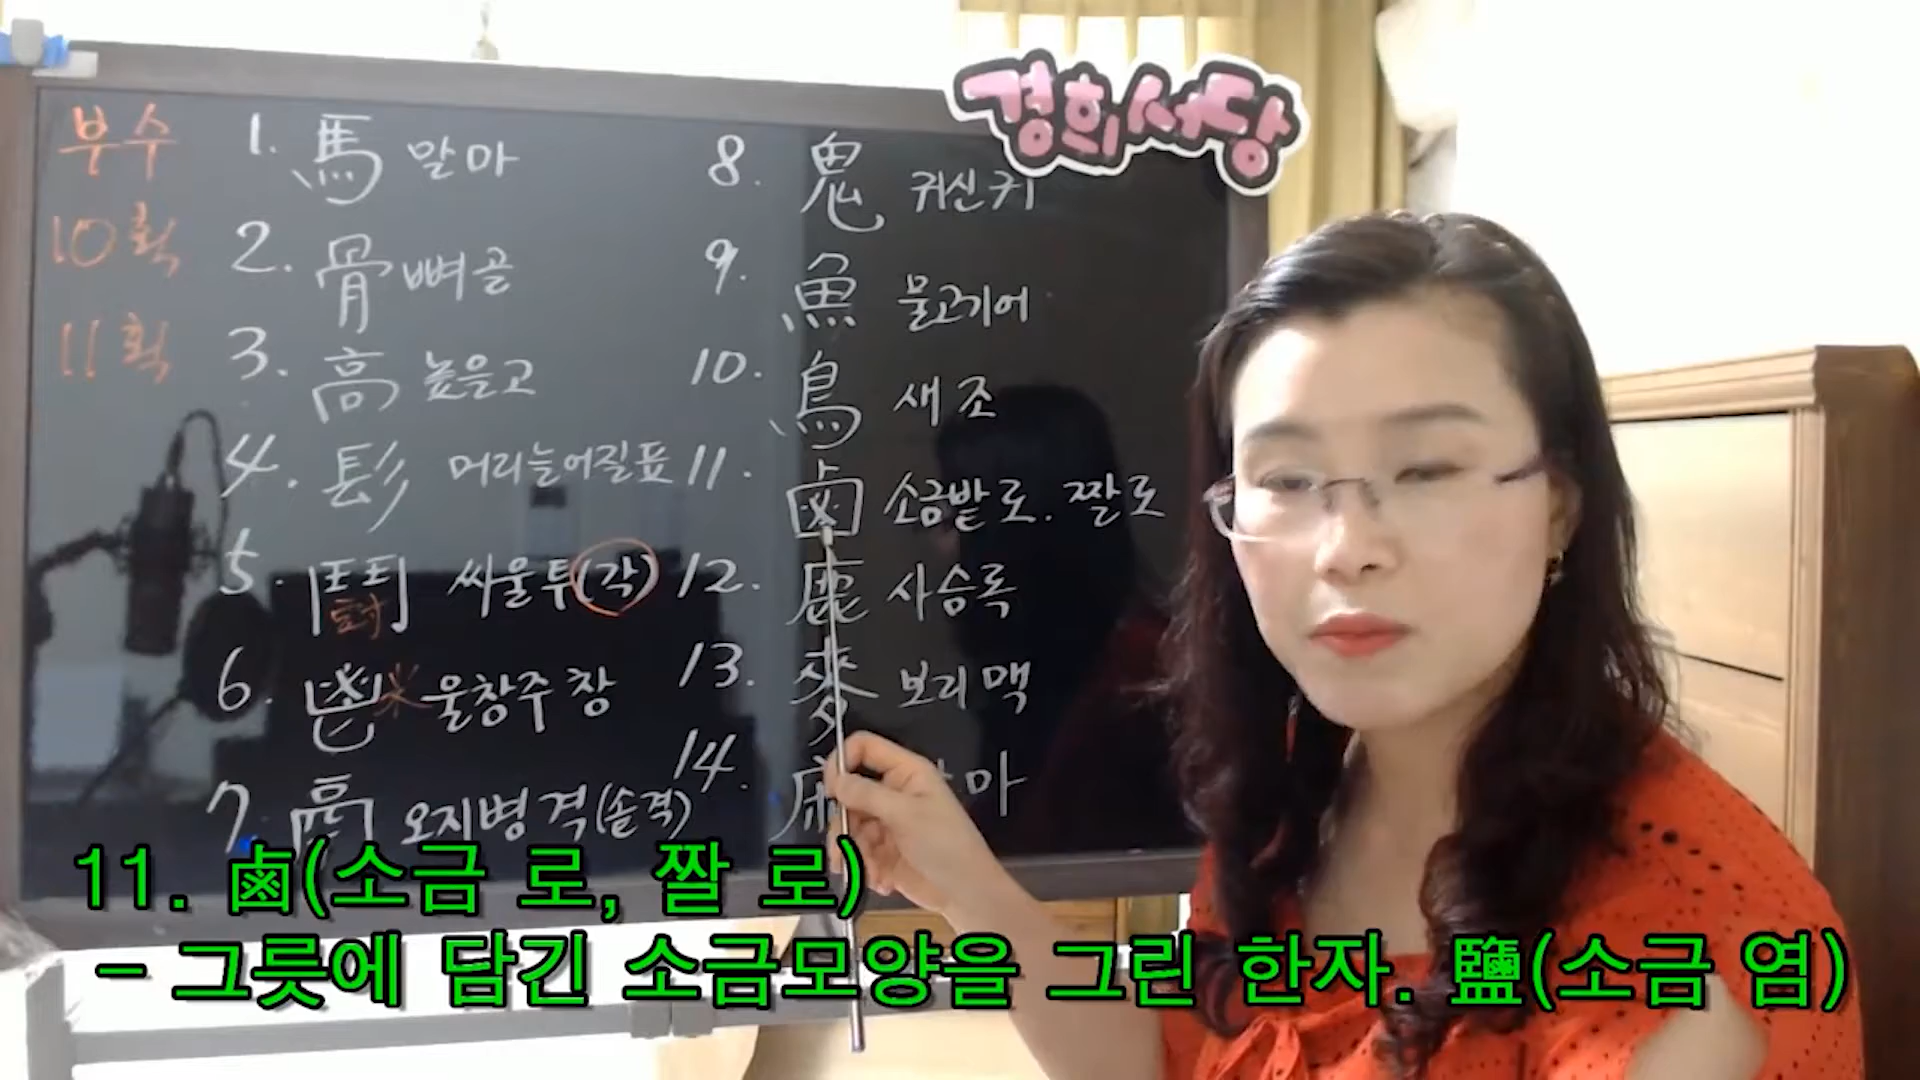 경희서당
부수
10획
11획
1. 馬 말 마
2. 骨 뼈 골
3. 高 높을 고
4. 髟 머리늘어질 표
5. 鬥 싸울 투(각)
6. 鬯 울창주 창
7. 鬲 오지병 격(솥 격)
8. 鬼 귀신 귀
9. 魚 물고기 어
10. 鳥 새 조
11. 鹵 소금밭 로. 짤 로
12. 鹿 사슴 록
13. 麥 보리 맥
14. 마
11. 鹵(소금 로, 짤 로)
- 그릇에 담긴 소금모양을 그린 한자. 鹽(소금 염)